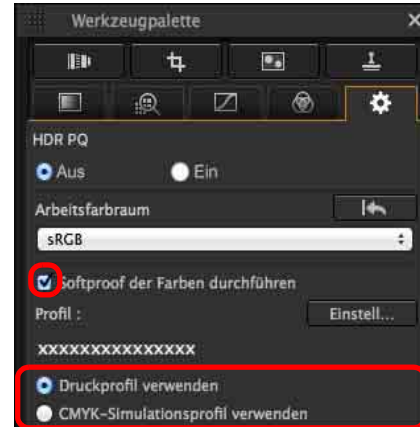 Werkzeugpalette
HDR PQ
Aus Ein
Arbeitsfarbraum
sRGB
Softproof der Farben durchführen
Profil : Einstell...
xxxxxxxxxxxxxxx
Druckprofil verwenden
CMYK-Simulationsprofil verwenden